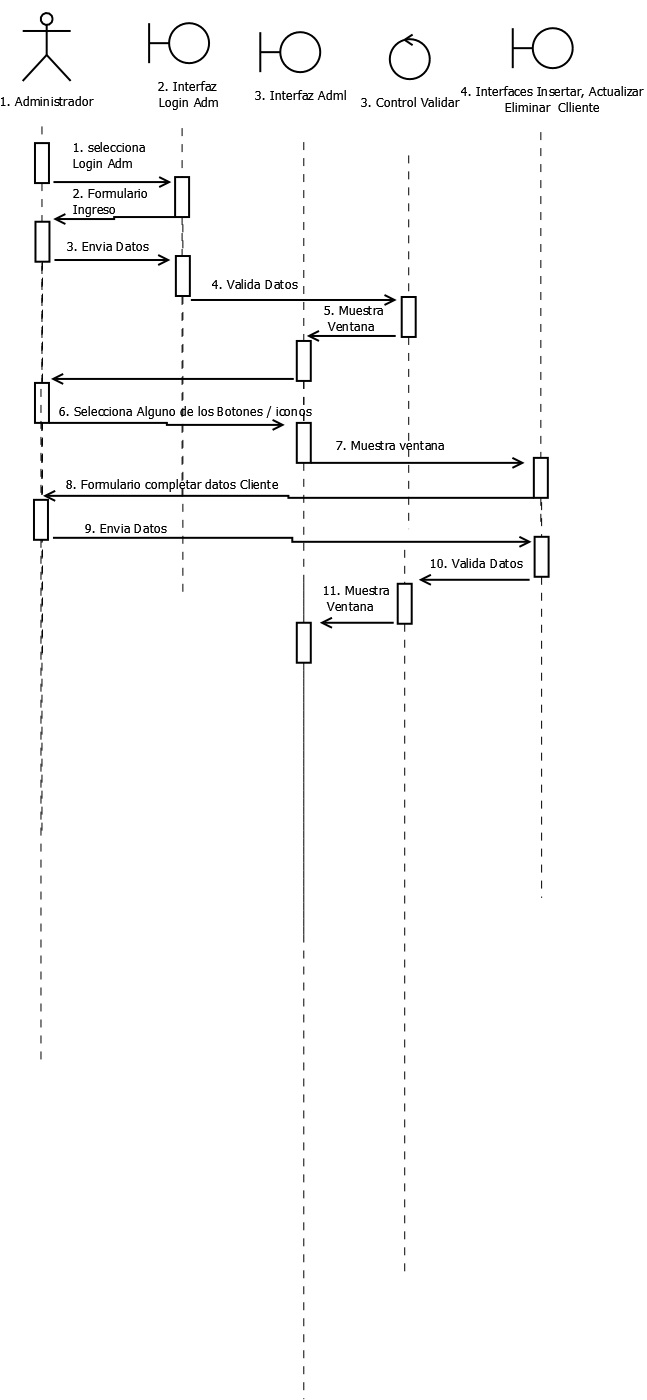 1. Administrador
2. Interfaz
Login Adm
3. Interfaz Adml
3. Control Validar
4. Interfaces Insertar, Actualizar
Eliminar Clliente
1. selecciona
Login Adm
2. Formulario
Ingreso
3. Envia Datos
4. Valida Datos
5. Muestra
Ventana
6. Selecciona Alguno de los Botones / iconos
7. Muestra ventana
8. Formulario completar datos Cliente
9. Envia Datos
10. Valida Datos
11. Muestra
Ventana